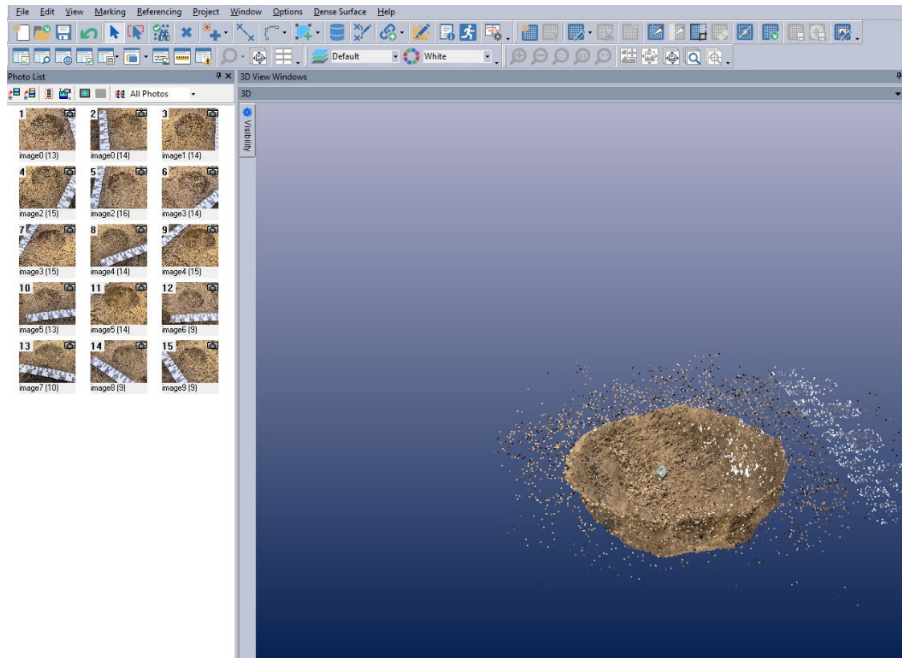 File Edit View Marking Referencing Project Window Options Dense Surface Help
Default White
Photo List 3D View Windows
All Photos 3D
Visibility
1 2 3
image0 (13) image0 (14) image1 (14)
4 5 6
image2 (15) image2 (16) image3 (14)
7 8 9
image3 (15) image4 (14) image4 (15)
10 11 12
image5 (13) image5 (14) image6 (9)
13 14 15
image7 (10) image8 (9) image9 (9)